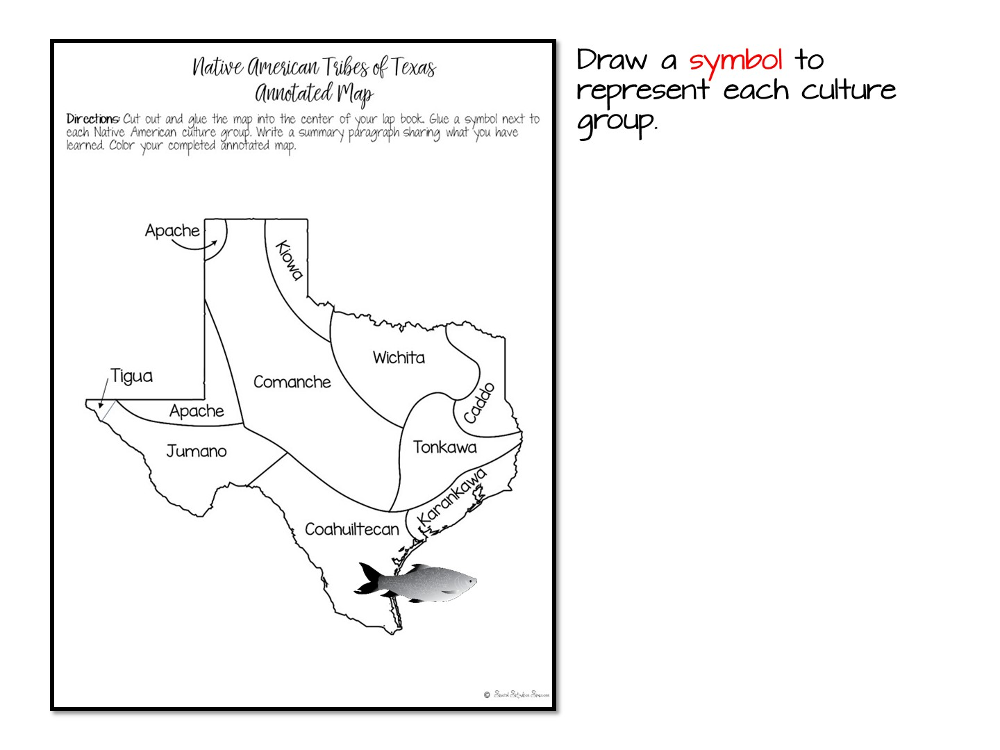 Native American Tribes of Texas
Annotated Map
Directions: Cut out and glue the map into the center of your lap book. Glue a symbol next to
each Native American culture group. Write a summary paragraph sharing what you have
learned. Color your completed annotated map.
Draw a symbol to
represent each culture
group.
Apache
Kiowa
Wichita
Tigua
Comanche
Caddo
Apache
Tonkawa
Jumano
Karankawa
Coahuiltecan
©